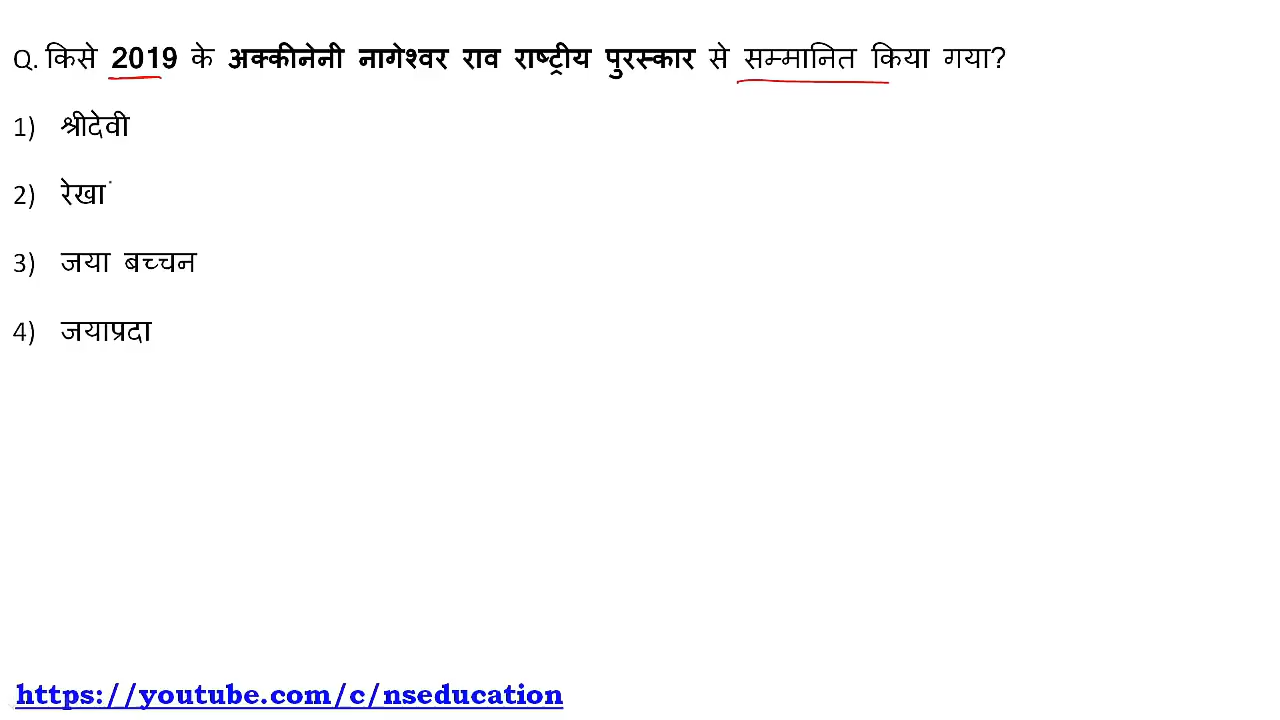 Q. किसे 2019 के अक्कीनेनी नागेश्वर राव राष्ट्रीय पुरस्कार से सम्मानित किया गया?
1) श्रीदेवी
2) रेखा
3) जया बच्चन
4) जयाप्रदा
https://youtube.com/c/nseducation